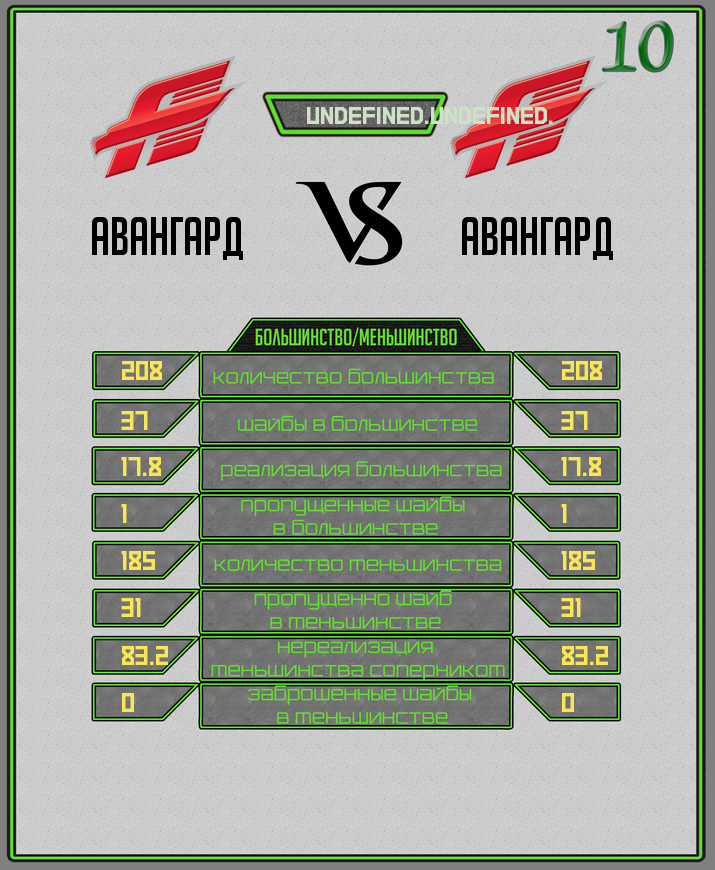 10
UNDEFINED.UNDEFINED.
VS
АВАНГАРД АВАНГАРД
БОЛЬШИНСТВО/МЕНЬШИНСТВО
208 количество большинства 208
37 шайбы в большинстве 37
17.8 реализация большинства 17.8
1 пропущенные шайбы
в большинстве 1
185 количество меньшинства 185
31 пропущенно шайб
в меньшинстве 31
83.2 нереализация
меньшинства соперником 83.2
0 заброшенные шайбы
в меньшинстве 0